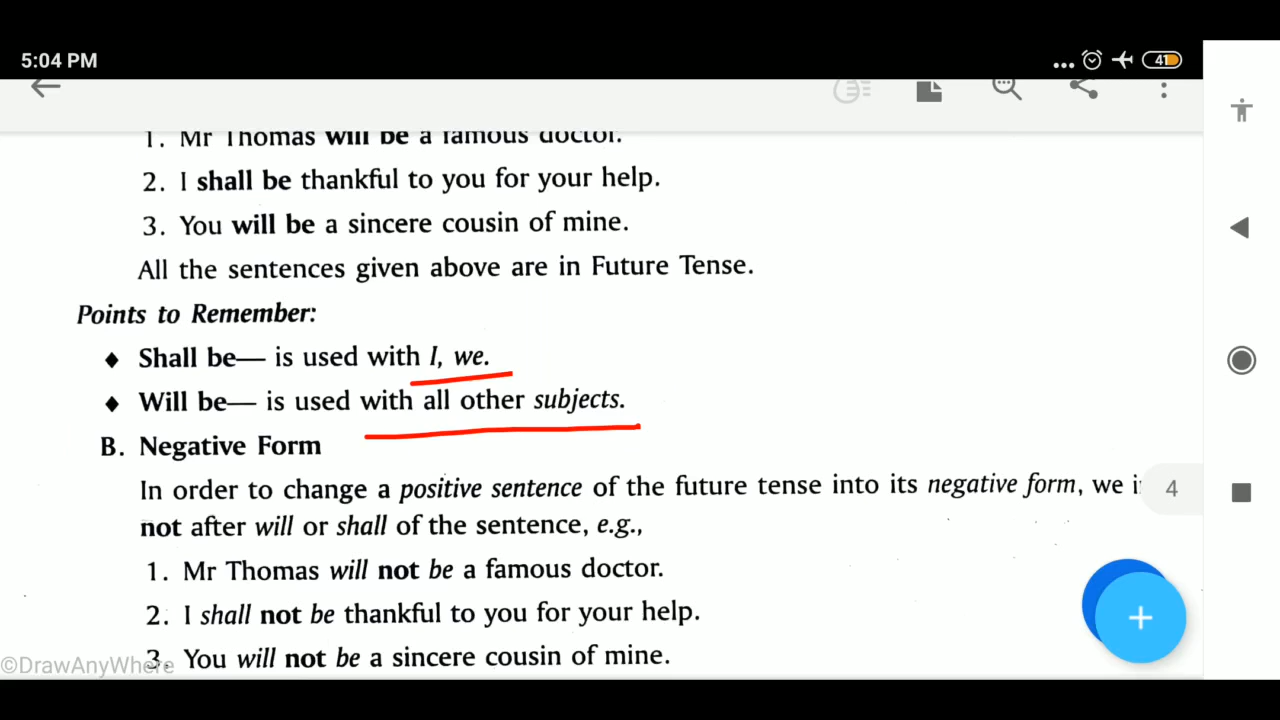 5:04 PM
41
1. Mr Thomas will be a famous doctor.
2. I shall be thankful to you for your help.
3. You will be a sincere cousin of mine.
All the sentences given above are in Future Tense.
Points to Remember:
♦ Shall be— is used with I, we.
♦ Will be— is used with all other subjects.
B. Negative Form
In order to change a positive sentence of the future tense into its negative form, we
4
not after will or shall of the sentence, e.g.,
1. Mr Thomas will not be a famous doctor.
2. I shall not be thankful to you for your help.
3. You will not be a sincere cousin of mine.
©DrawAnyWhere